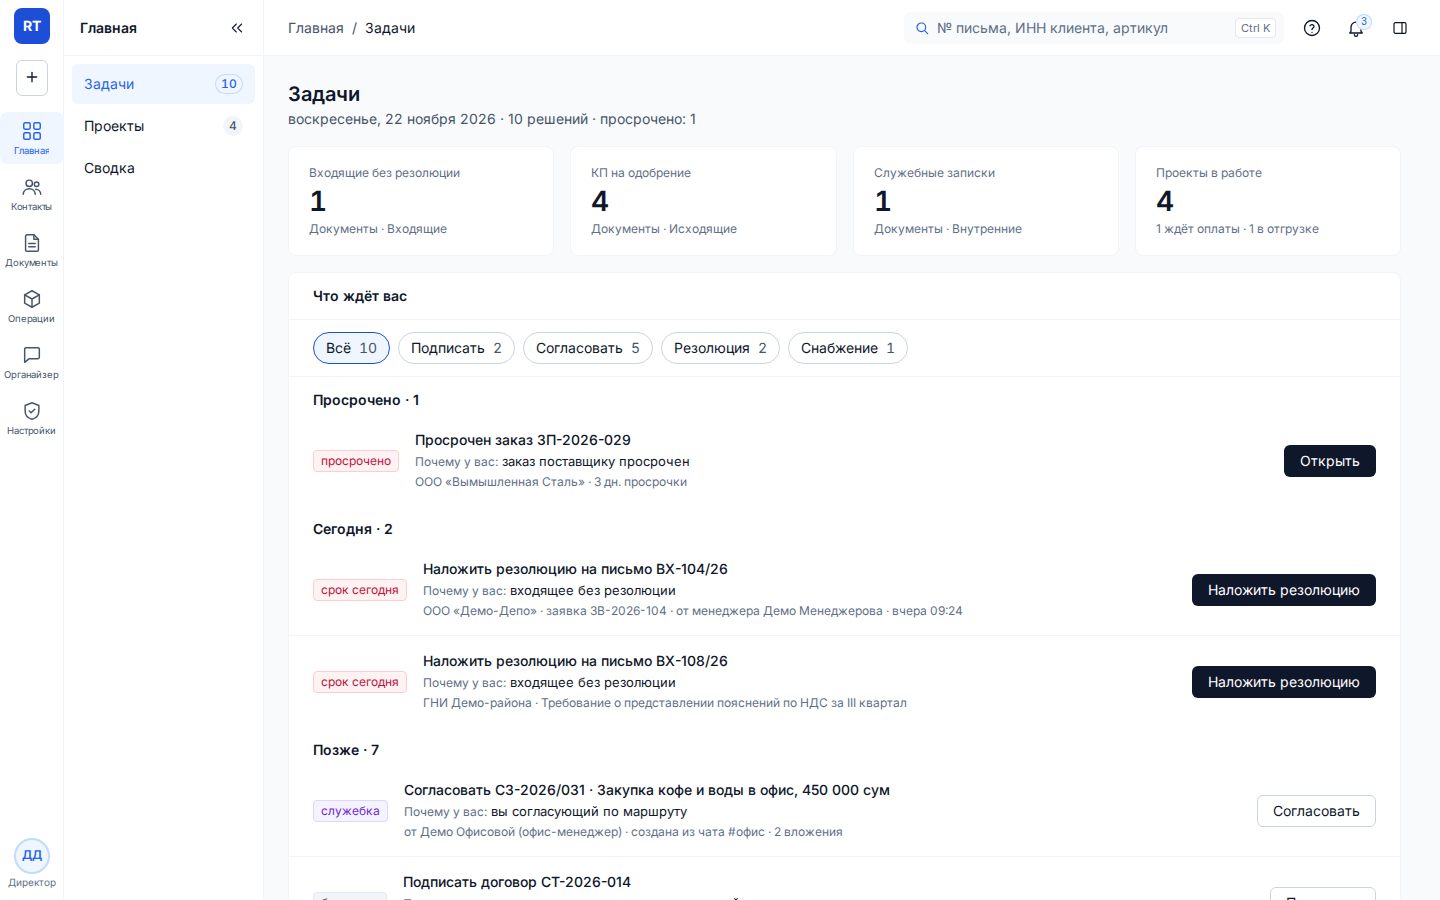 RT
Главная
Главная / Задачи
№ письма, ИНН клиента, артикул
Ctrl K
3
Главная
Контакты
Документы
Операции
Органайзер
Настройки
ДД
Директор
Задачи 10
Проекты 4
Сводка
Задачи
воскресенье, 22 ноября 2026 · 10 решений · просрочено: 1
Входящие без резолюции
1
Документы · Входящие
КП на одобрение
4
Документы · Исходящие
Служебные записки
1
Документы · Внутренние
Проекты в работе
4
1 ждёт оплаты · 1 в отгрузке
Что ждёт вас
Всё 10
Подписать 2
Согласовать 5
Резолюция 2
Снабжение 1
Просрочено · 1
просрочено
Просрочен заказ ЗП-2026-029
Почему у вас: заказ поставщику просрочен
ООО «Вымышленная Сталь» · 3 дн. просрочки
Открыть
Сегодня · 2
срок сегодня
Наложить резолюцию на письмо ВХ-104/26
Почему у вас: входящее без резолюции
ООО «Демо-Депо» · заявка ЗВ-2026-104 · от менеджера Демо Менеджерова · вчера 09:24
Наложить резолюцию
срок сегодня
Наложить резолюцию на письмо ВХ-108/26
Почему у вас: входящее без резолюции
ГНИ Демо-района · Требование о представлении пояснений по НДС за III квартал
Наложить резолюцию
Позже · 7
служебка
Согласовать СЗ-2026/031 · Закупка кофе и воды в офис, 450 000 сум
Почему у вас: вы согласующий по маршруту
от Демо Офисовой (офис-менеджер) · создана из чата #офис · 2 вложения
Согласовать
Подписать договор СТ-2026-014